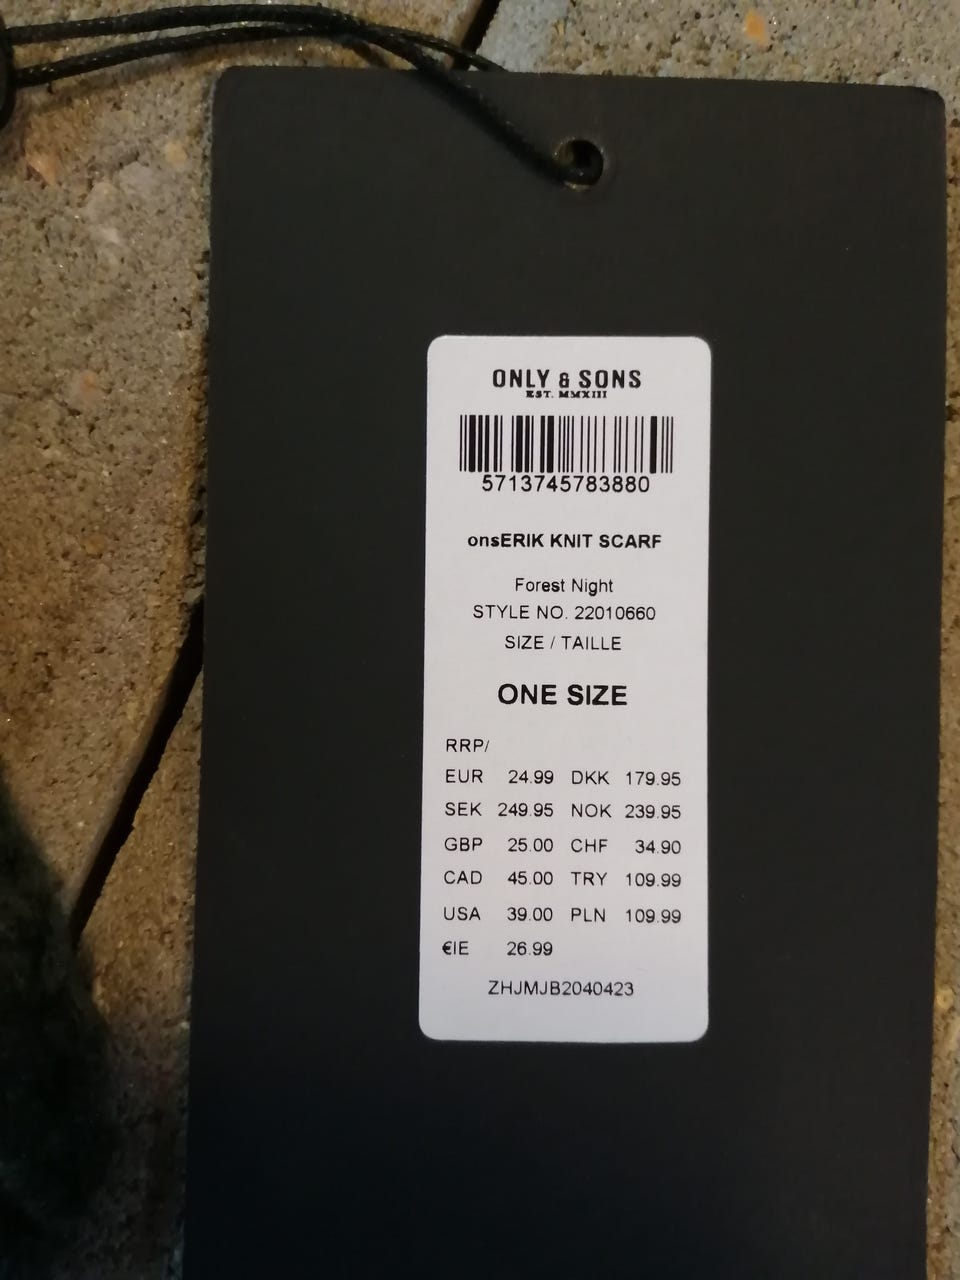 ONLY & SONS
EST. MMXIII
5713745783880
onsERIK KNIT SCARF
Forest Night
STYLE NO. 22010660
SIZE / TAILLE
ONE SIZE
RRP/
EUR 24.99 DKK 179.95
SEK 249.95 NOK 239.95
GBP 25.00 CHF 34.90
CAD 45.00 TRY 109.99
USA 39.00 PLN 109.99
€IE 26.99
ZHJMJB2040423